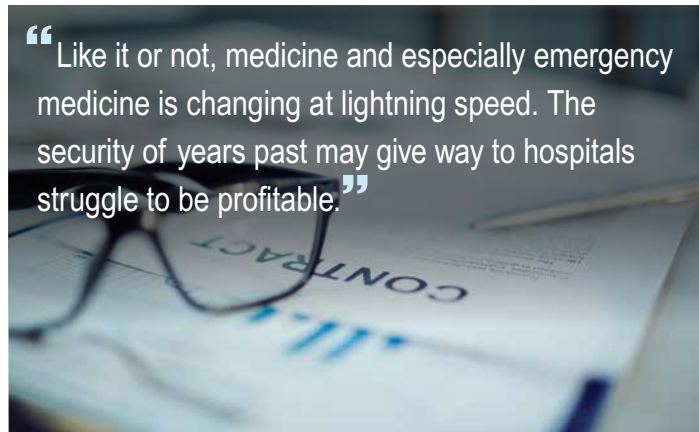 “Like it or not, medicine and especially emergency
medicine is changing at lightning speed. The
security of years past may give way to hospitals
struggle to be profitable.”
CONTRACT